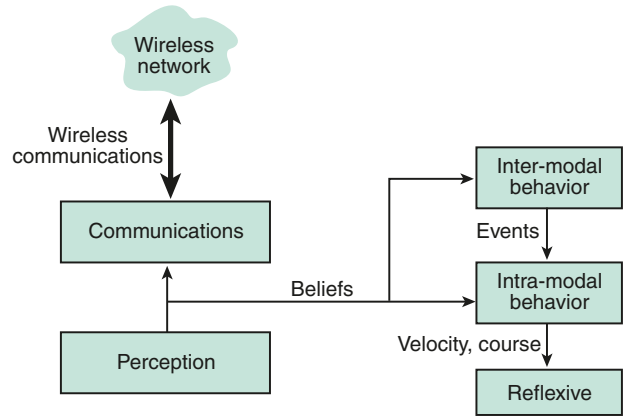 Wireless
network
Wireless
communications
Communications
Perception
Beliefs
Inter-modal
behavior
Events
Intra-modal
behavior
Velocity, course
Reflexive